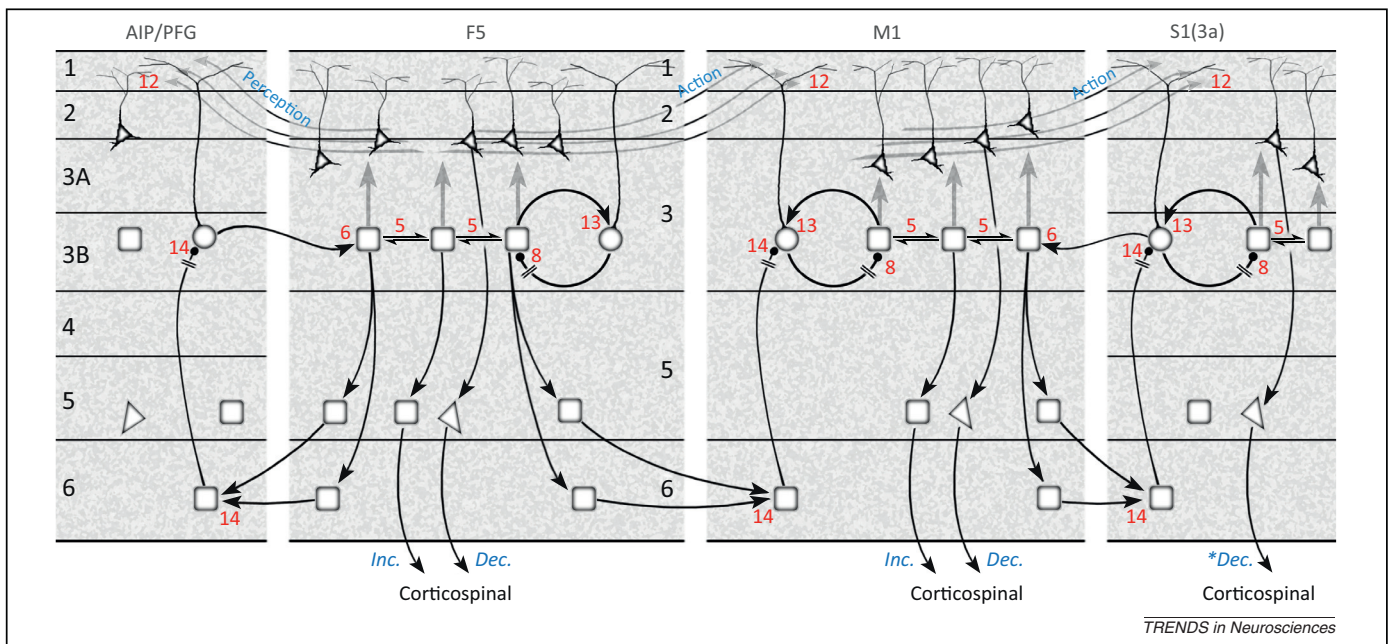 AIP/PFG F5 M1 S1(3a)
1 1
12 Perception Action 12 Action 12
2 2
3A 3
3B 14 6 5 5 8 13 14 13 8 5 5 6 14 13 8 5
4
5 5
6 14 6 14 14
Inc. Dec. Inc. Dec. *Dec.
Corticospinal Corticospinal Corticospinal
TRENDS in Neurosciences